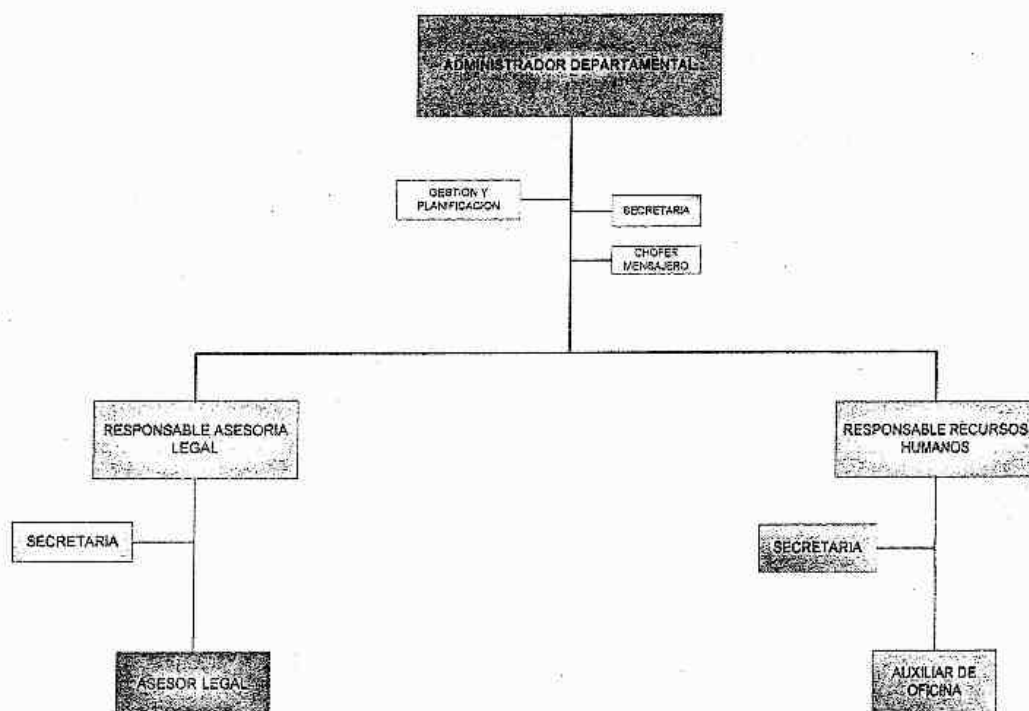 ADMINISTRADOR DEPARTAMENTAL
GESTION Y
PLANIFICACION
SECRETARIA
CHOFER
MENSAJERO
RESPONSABLE ASESORIA
LEGAL
RESPONSABLE RECURSOS
HUMANOS
SECRETARIA
SECRETARIA
ASESOR LEGAL
AUXILIAR DE
OFICINA